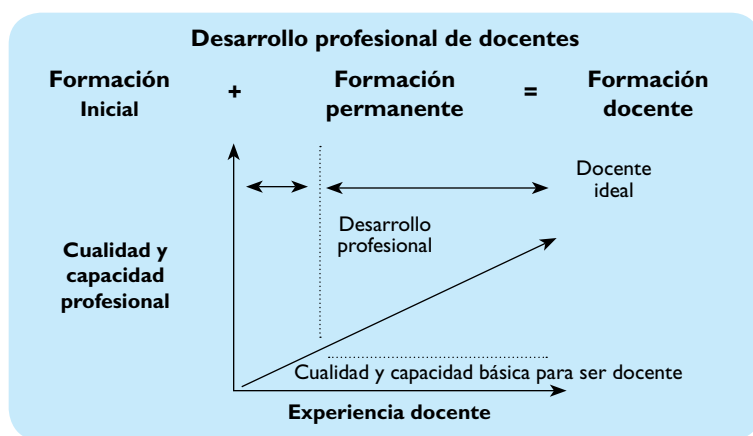 Desarrollo profesional de docentes
Formación
Inicial
+
Formación
permanente
=
Formación
docente
Docente
ideal
Desarrollo
profesional
Cualidad y
capacidad
profesional
Cualidad y capacidad básica para ser docente
Experiencia docente